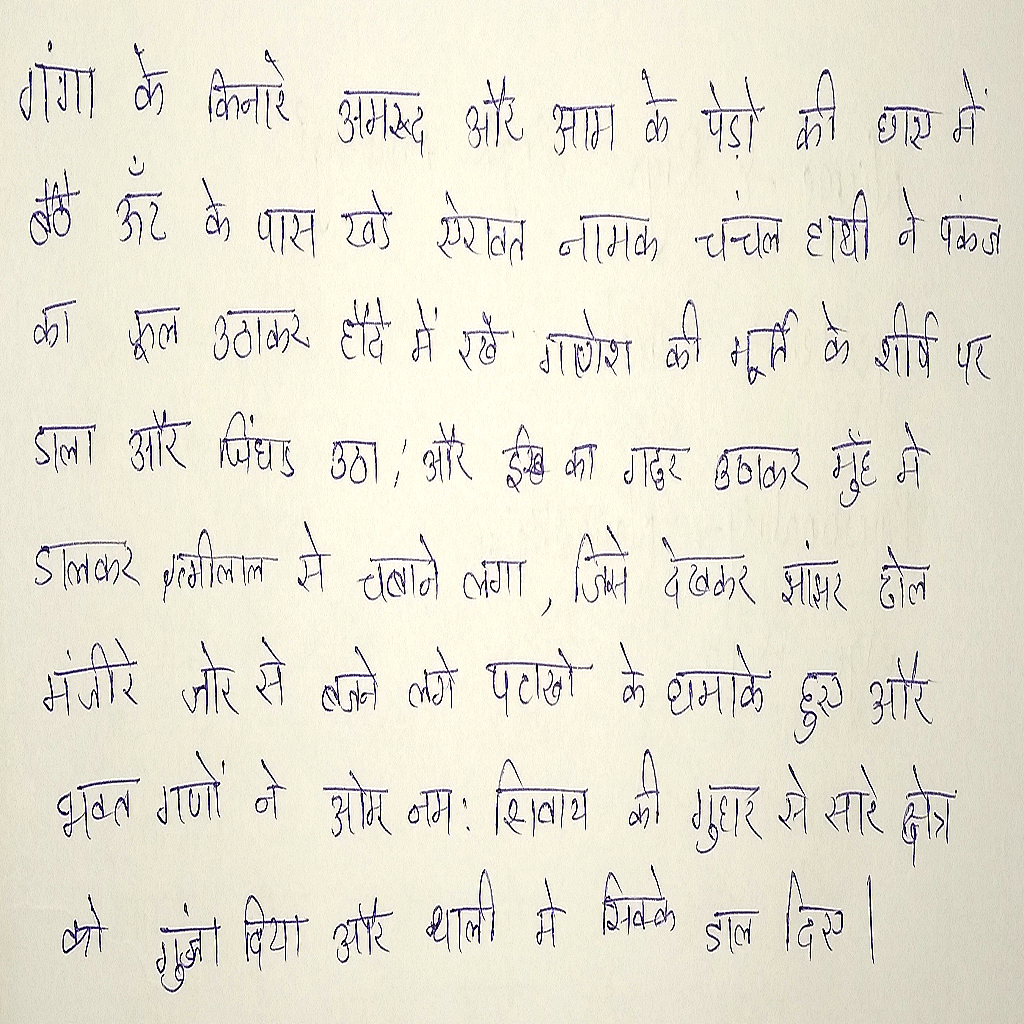 गंगा के किनारे अमरूद और आम के पेड़ो की छाए में
बैठे ऊँट के पास खडे ऐरावत नामक चंचल हाथी ने पंकज
का फूल उठाकर हौदे में रखे गणेश की मूर्ति के शीर्ष पर
डाला और चिंघाड उठा, और ईख का गट्ठर उठाकर मुँह मे
डालकर इत्मीलाल से चबाने लगा, जिसे देखकर झांझर ढोल
मंजीरे जोर से बजने लगे पटाखो के धमाके हुए और
भक्त गणों ने ओम नम: शिवाय की गुहार से सारे क्षेत्र
को गुंजा दिया और थाली मे सिक्के डाल दिए।